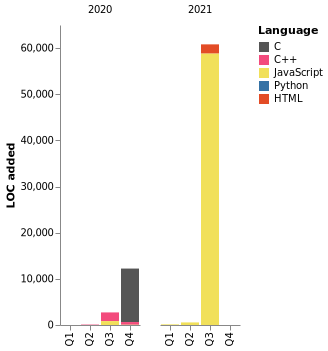 2020
2021
Language
C
C++
JavaScript
Python
HTML
LOC added
60,000
50,000
40,000
30,000
20,000
10,000
0
Q1
Q2
Q3
Q4
Q1
Q2
Q3
Q4